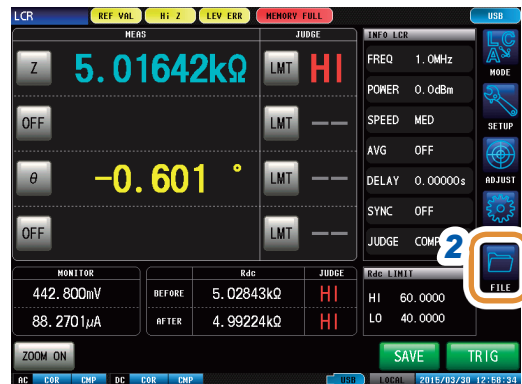 LCR REF VAL Hi Z LEV ERR MEMORY FULL USB
MEAS JUDGE INFO LCR
Z 5.01642kΩ LMT HI
FREQ 1.0MHz
MODE
POWER 0.0dBm
OFF LMT --
SPEED MED
SETUP
AVG OFF
θ -0.601 ° LMT --
DELAY 0.00000s
ADJUST
SYNC OFF
OFF LMT --
JUDGE COMP
2
FILE
MONITOR Rdc JUDGE Rdc LIMIT
442.800mV BEFORE 5.02843kΩ HI HI 60.0000
88.2701μA AFTER 4.99224kΩ HI LO 40.0000
ZOOM ON SAVE TRIG
AC COR CMP DC COR CMP USB LOCAL 2015/03/30 12:58:34